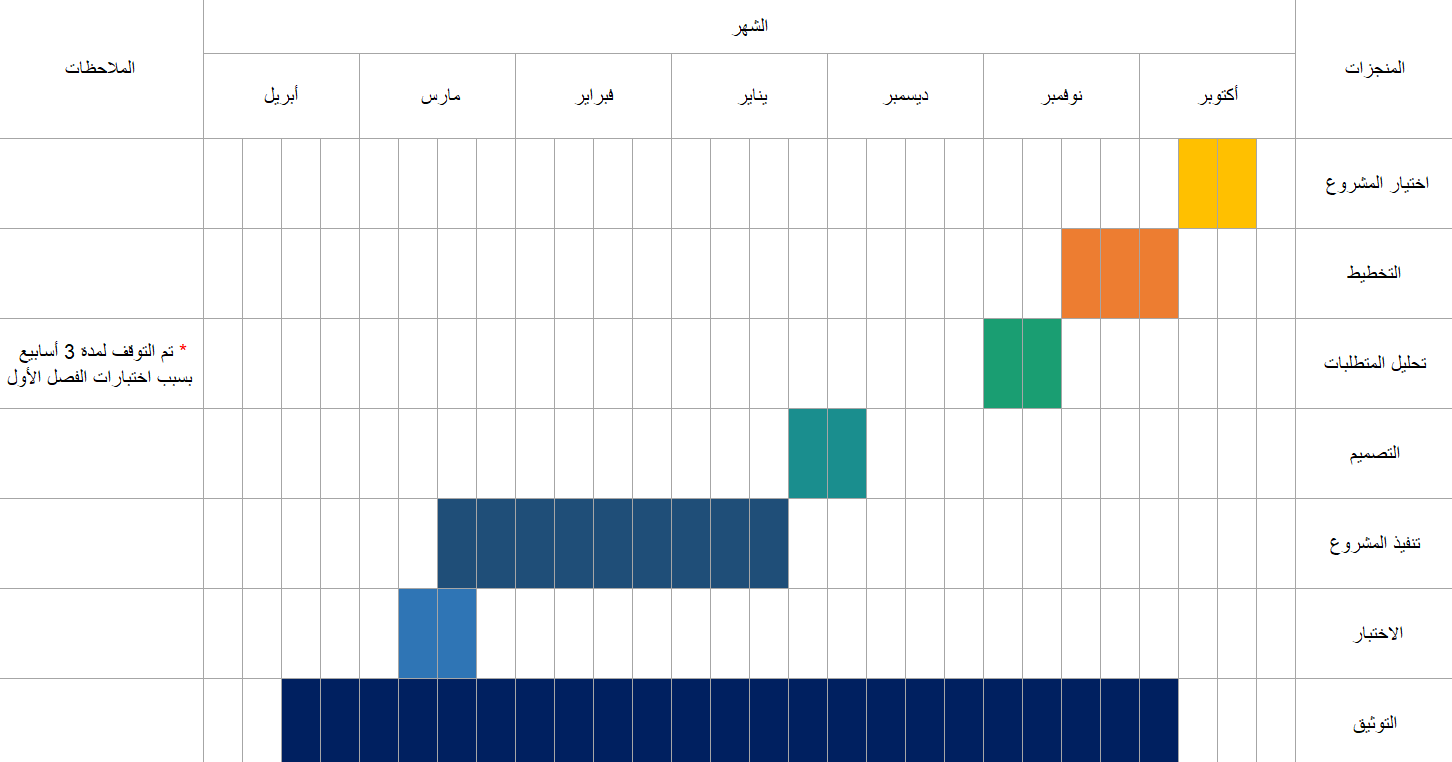 المنجزات
الشهر
الملاحظات
أكتوبر
نوفمبر
ديسمبر
يناير
فبراير
مارس
أبريل
اختيار المشروع
التخطيط
تحليل المتطلبات
* تم التوقف لمدة 3 أسابيع
بسبب اختبارات الفصل الأول
التصميم
تنفيذ المشروع
الاختبار
التوثيق